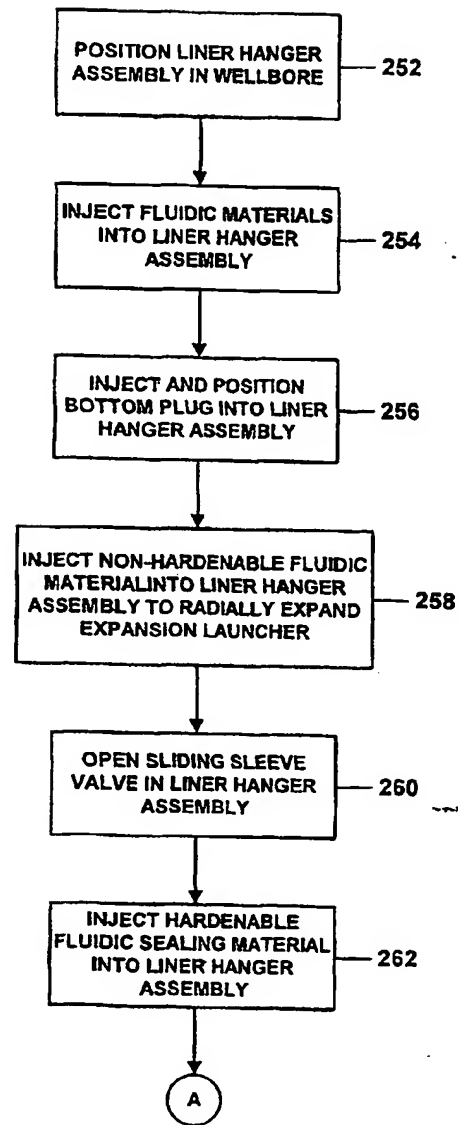 POSITION LINER HANGER
ASSEMBLY IN WELLBORE
252
INJECT FLUIDIC MATERIALS
INTO LINER HANGER
ASSEMBLY
254
INJECT AND POSITION
BOTTOM PLUG INTO LINER
HANGER ASSEMBLY
256
INJECT NON-HARDENABLE FLUIDIC
MATERIALINTO LINER HANGER
ASSEMBLY TO RADIALLY EXPAND
EXPANSION LAUNCHER
258
OPEN SLIDING SLEEVE
VALVE IN LINER HANGER
ASSEMBLY
260
INJECT HARDENABLE
FLUIDIC SEALING MATERIAL
INTO LINER HANGER
ASSEMBLY
262
A